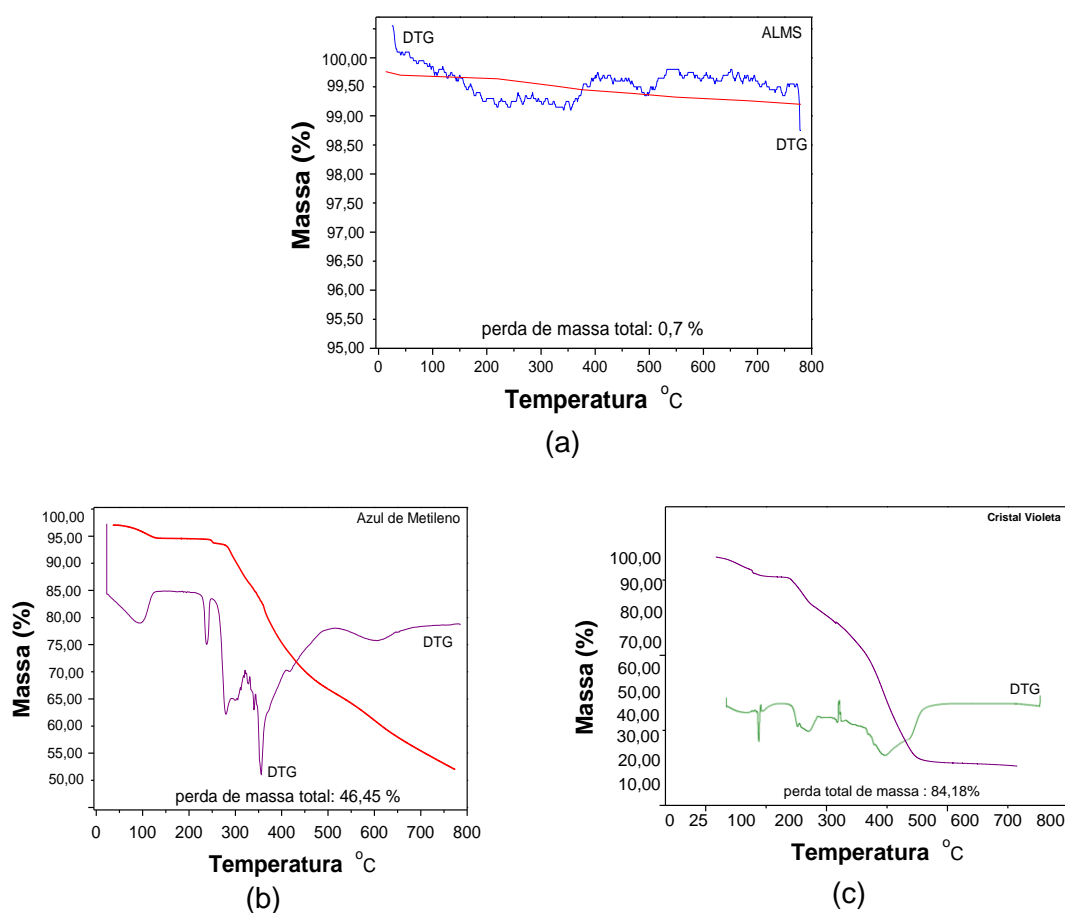 DTG
ALMS
100,00
99,50
99,00
98,50
98,00
97,50
97,00
96,50
96,00
95,50
95,00
Massa (%)
DTG
perda de massa total: 0,7 %
0 100 200 300 400 500 600 700 800
Temperatura °C
(a)
Azul de Metileno
100,00
95,00
90,00
85,00
80,00
75,00
70,00
65,00
60,00
55,00
50,00
Massa (%)
DTG
DTG
perda de massa total: 46,45 %
0 100 200 300 400 500 600 700 800
Temperatura °C
(b)
Cristal Violeta
100,00
90,00
80,00
70,00
60,00
50,00
40,00
30,00
20,00
10,00
Massa (%)
DTG
perda total de massa : 84,18%
0 25 100 200 300 400 600 700 800
Temperatura °C
(c)